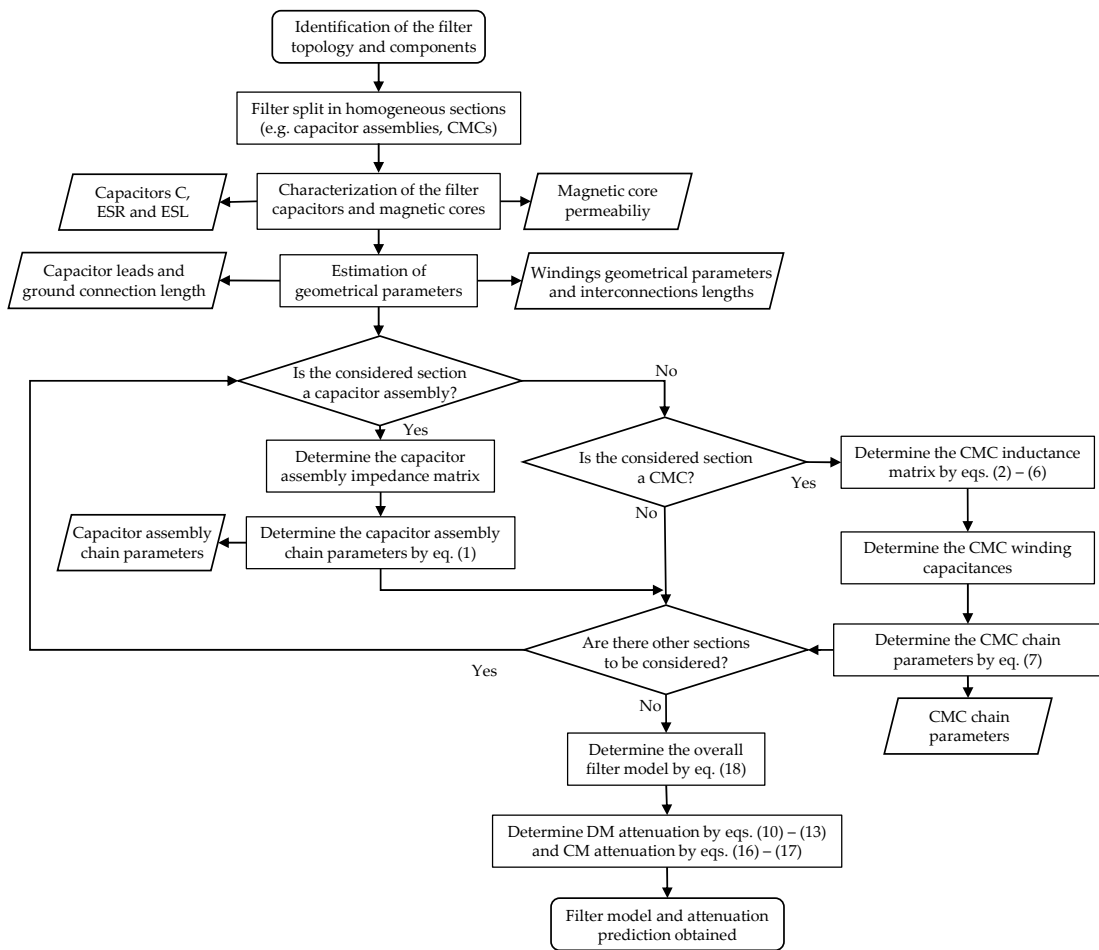 Identification of the filter
topology and components
Filter split in homogeneous sections
(e.g. capacitor assemblies, CMCs)
Capacitors C,
ESR and ESL
Characterization of the filter
capacitors and magnetic cores
Magnetic core
permeabiliy
Capacitor leads and
ground connection length
Estimation of
geometrical parameters
Windings geometrical parameters
and interconnections lengths
Is the considered section
a capacitor assembly?
No
Yes
Determine the capacitor
assembly impedance matrix
Is the considered section
a CMC?
Yes
No
Determine the CMC inductance
matrix by eqs. (2) – (6)
Capacitor assembly
chain parameters
Determine the capacitor assembly
chain parameters by eq. (1)
Determine the CMC winding
capacitances
Are there other sections
to be considered?
Yes
No
Determine the CMC chain
parameters by eq. (7)
CMC chain
parameters
Determine the overall
filter model by eq. (18)
Determine DM attenuation by eqs. (10) – (13)
and CM attenuation by eqs. (16) – (17)
Filter model and attenuation
prediction obtained